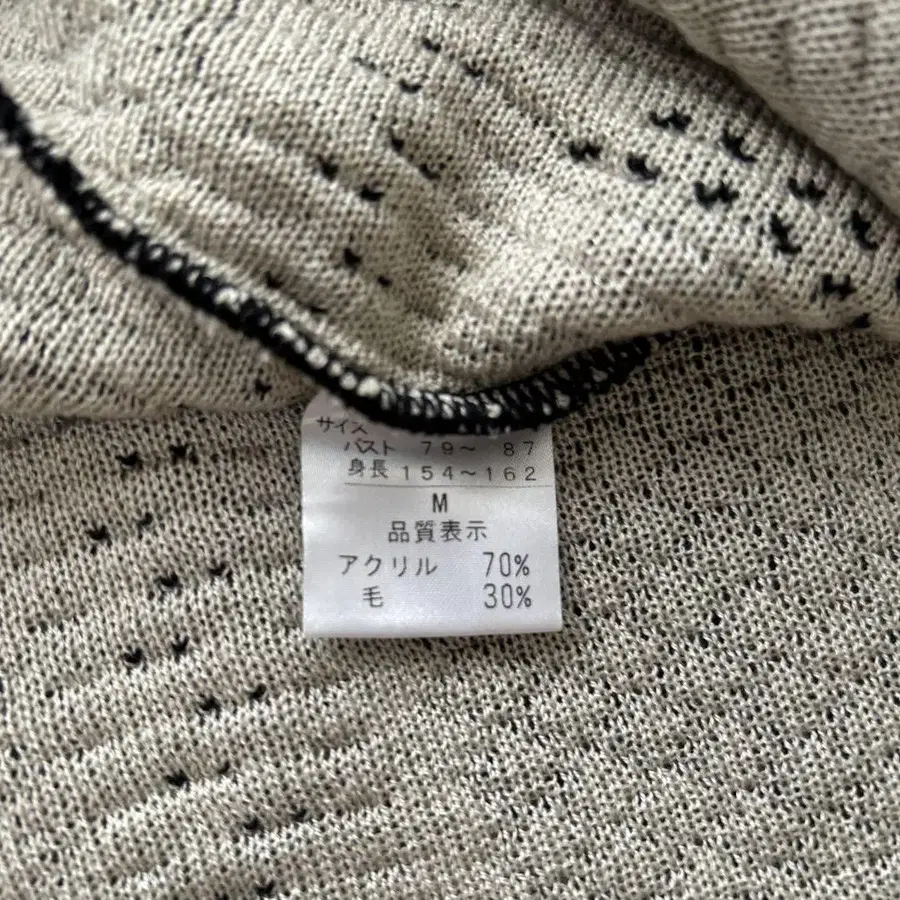 サイズ
バスト 79～ 87
身長 154～162
M
品質表示
アクリル 70%
毛 30%